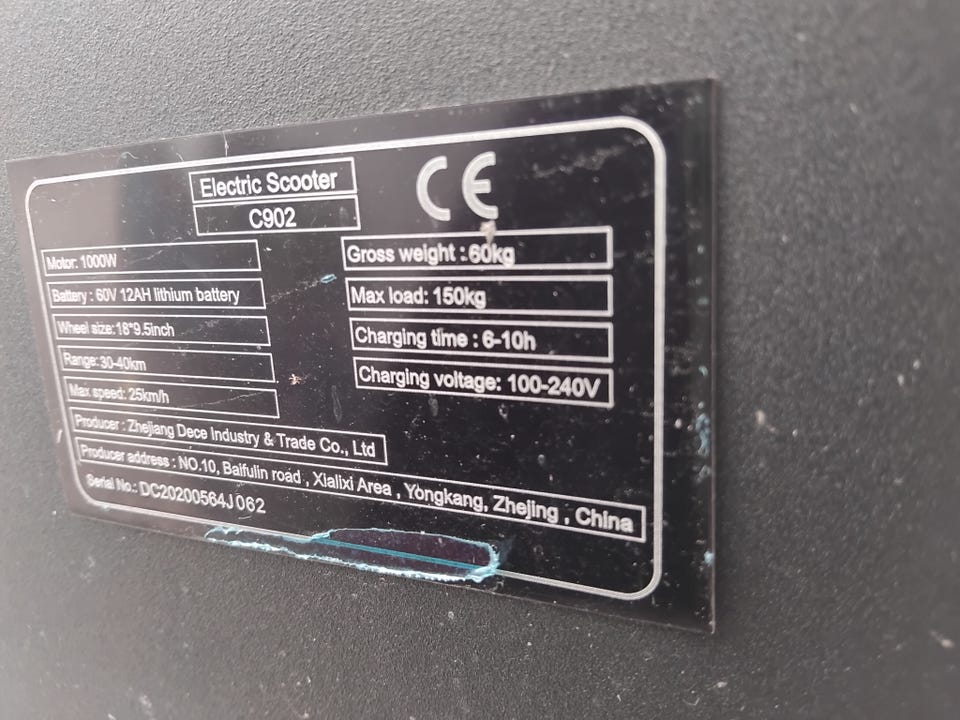 Electric Scooter
C902
CE
Motor: 1000W
Battery : 60V 12AH lithium battery
Wheel size:18*9.5inch
Range: 30-40km
Max speed: 25km/h
Gross weight : 60kg
Max load: 150kg
Charging time : 6-10h
Charging voltage: 100-240V
Producer : Zhejiang Dece Industry & Trade Co., Ltd
Producer address : NO.10, Baifulin road , Xialixi Area , Yongkang, Zhejing , China
Serial No.: DC20200564J062